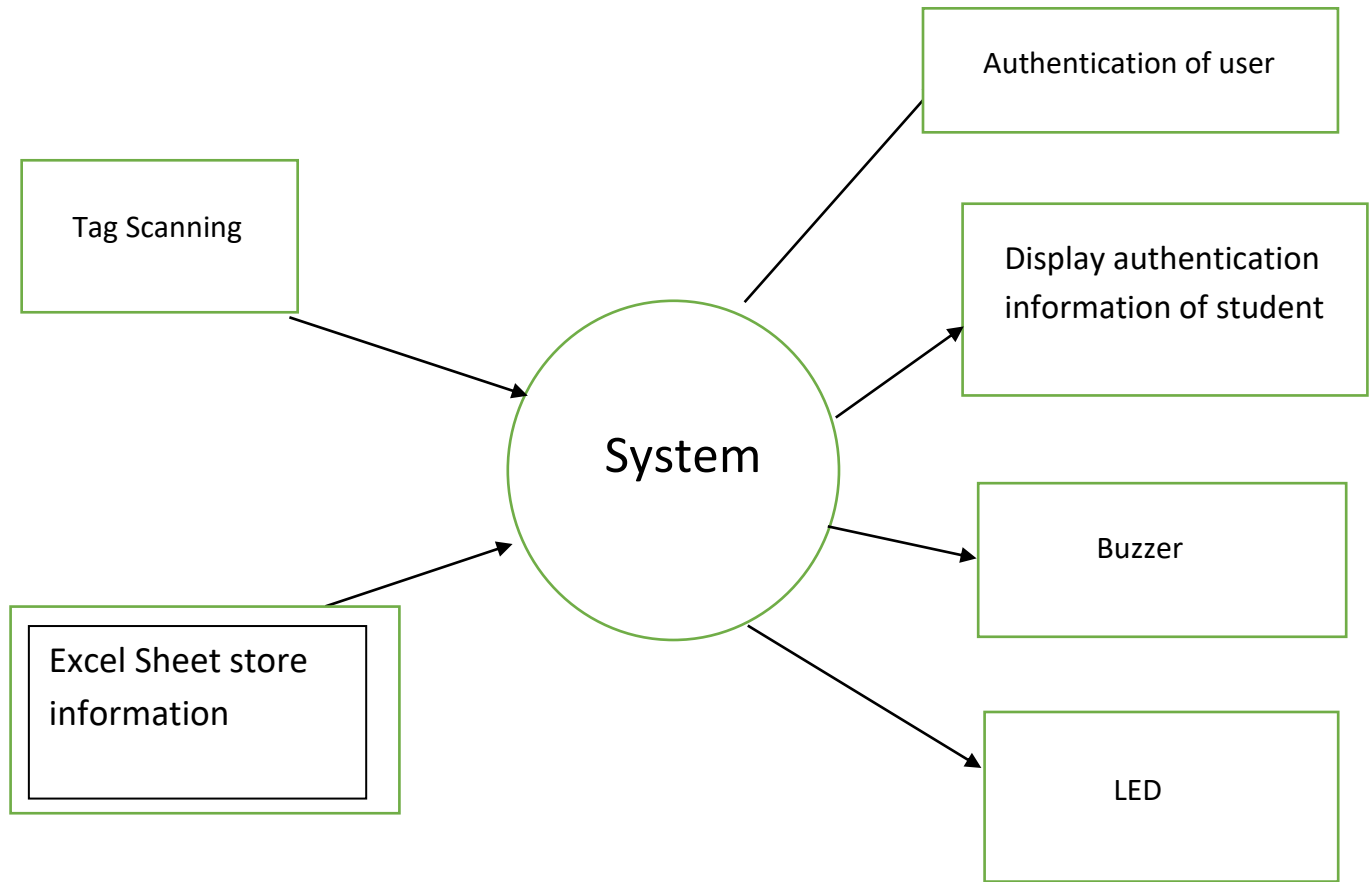 Authentication of user
Tag Scanning
Display authentication
information of student
System
Buzzer
Excel Sheet store
information
LED